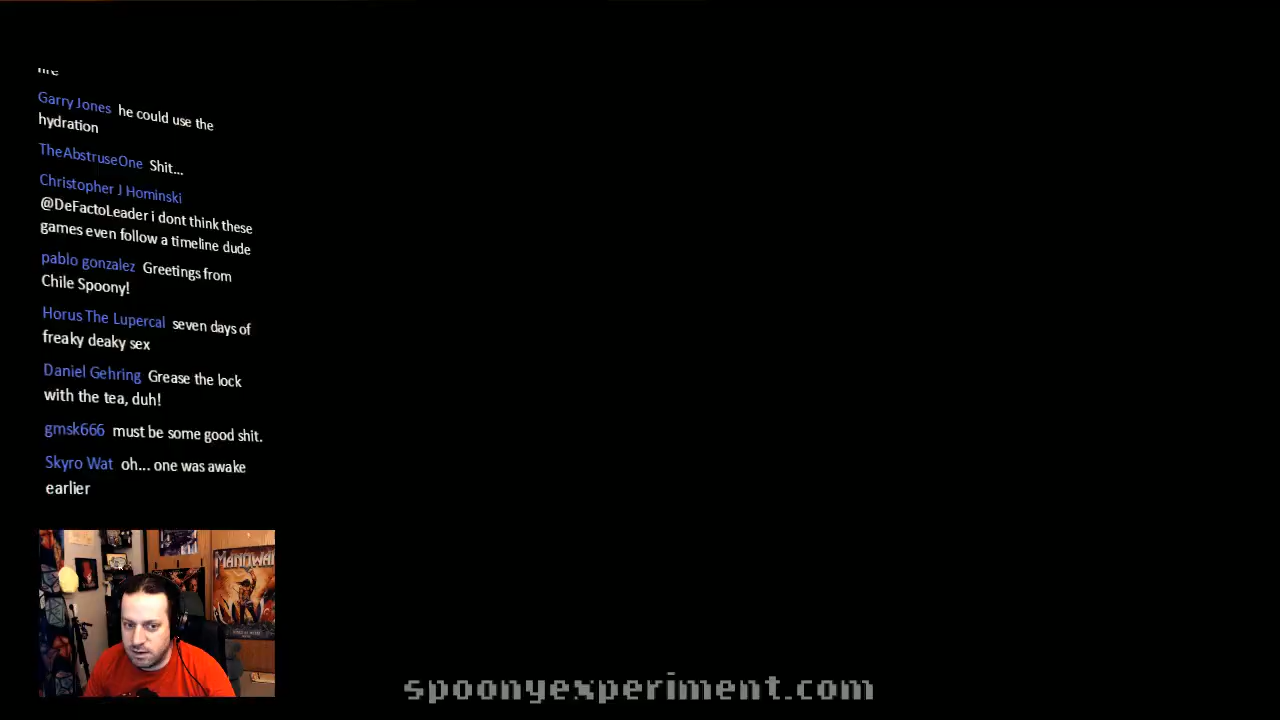 Garry Jones he could use the
hydration
TheAbstruseOne Shit...
Christopher J Hominski
@DeFactoLeader i dont think these
games even follow a timeline dude
pablo gonzalez Greetings from
Chile Spoony!
Horus The Lupercal seven days of
freaky deaky sex
Daniel Gehring Grease the lock
with the tea, duh!
gmsk666 must be some good shit.
Skyro Wat oh... one was awake
earlier
MANOWAR
spoonyexperiment.com